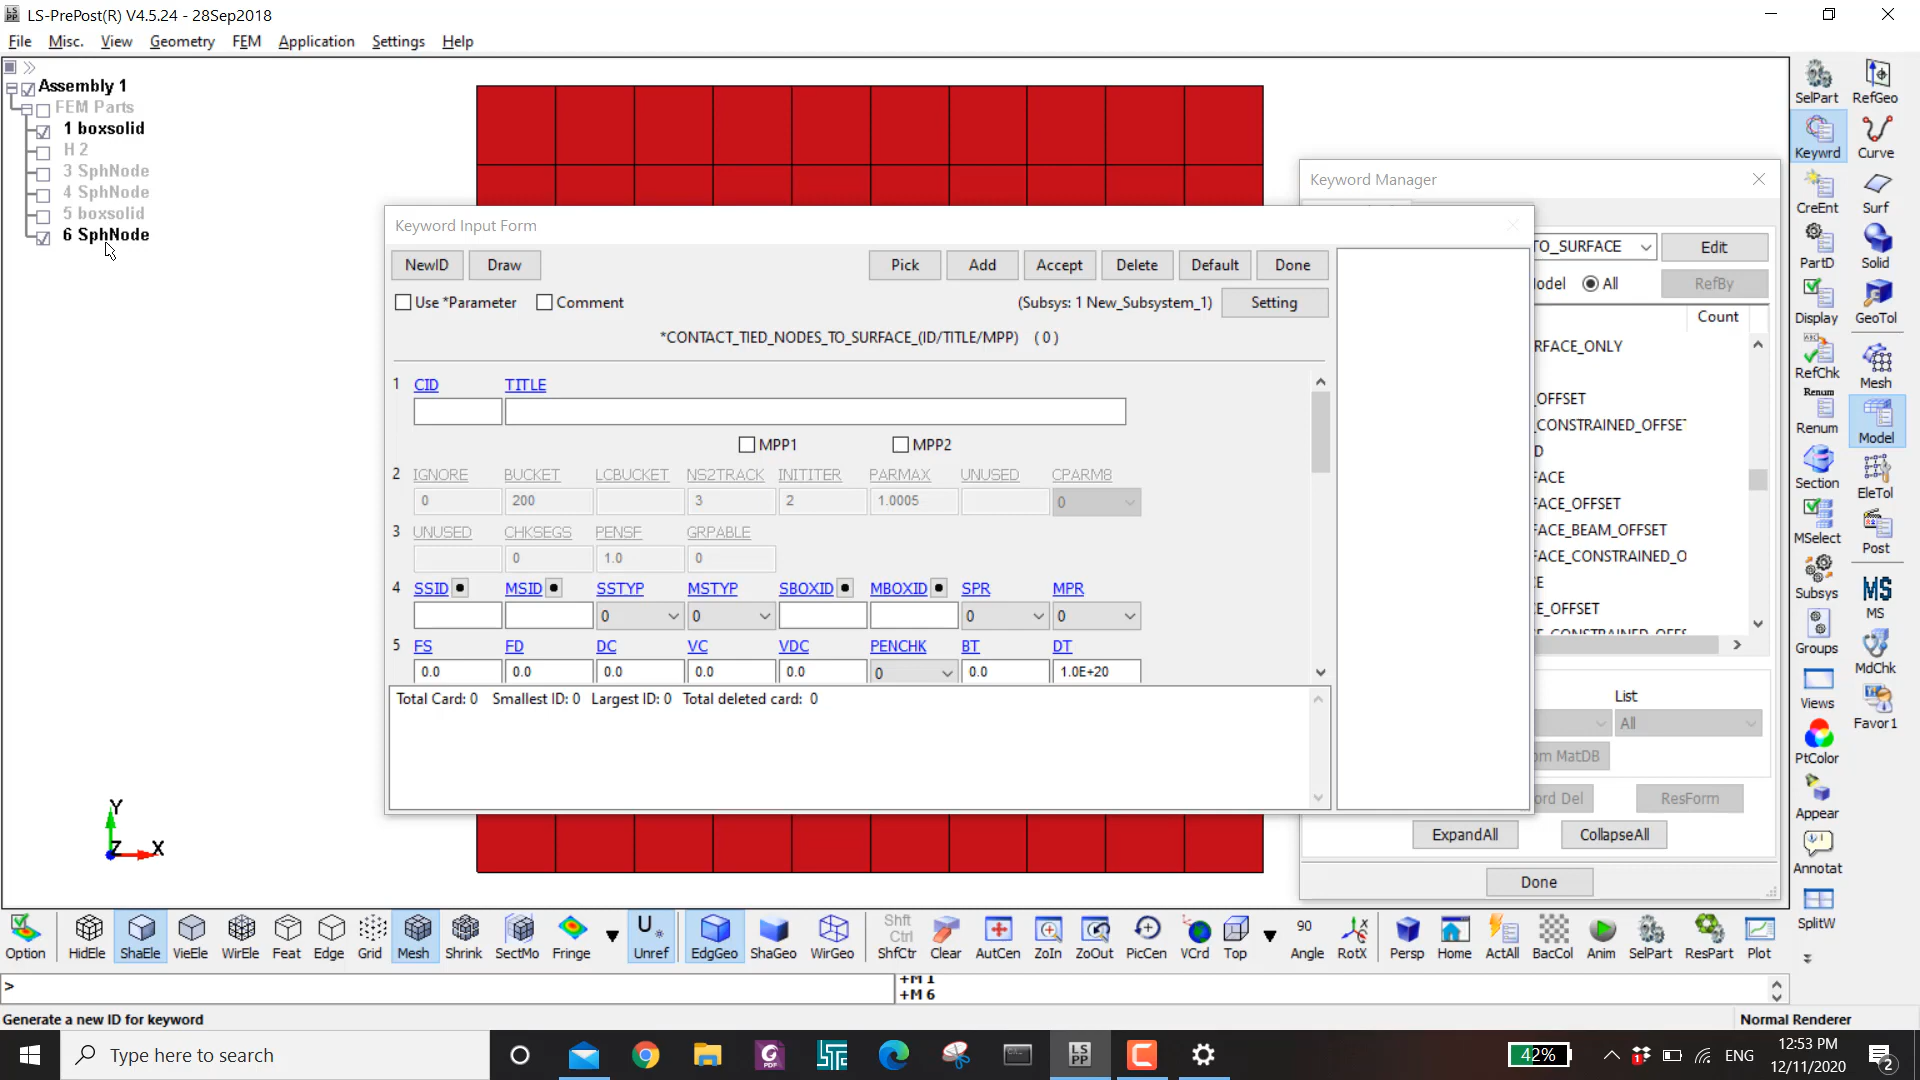 LS-PrePost(R) V4.5.24 - 28Sep2018
File Misc. View Geometry FEM Application Settings Help
Assembly 1
FEM Parts
1 boxsolid
H 2
3 SphNode
4 SphNode
5 boxsolid
6 SphNode
Keyword Manager
TO_SURFACE Edit
All RefBy
Count
RFACE_ONLY
_OFFSET
_CONSTRAINED_OFFSET
D
FACE
FACE_OFFSET
FACE_BEAM_OFFSET
FACE_CONSTRAINED_O
E
E_OFFSET
List
All
om MatDB
ord Del ResForm
ExpandAll CollapseAll
Done
Keyword Input Form
NewID Draw Pick Add Accept Delete Default Done
Use *Parameter Comment (Subsys: 1 New_Subsystem_1) Setting
*CONTACT_TIED_NODES_TO_SURFACE_(ID/TITLE/MPP) ( 0 )
1 CID TITLE
MPP1 MPP2
2 IGNORE BUCKET LCBUCKET NS2TRACK INITITER PARMAX UNUSED CPARM8
0 200 3 2 1.0005 0
3 UNUSED CHKSEGS PENSF GRPABLE
0 1.0 0
4 SSID MSID SSTYP MSTYP SBOXID MBOXID SPR MPR
0 0 0 0
5 FS FD DC VC VDC PENCHK BT DT
0.0 0.0 0.0 0.0 0.0 0 0.0 1.0E+20
Total Card: 0 Smallest ID: 0 Largest ID: 0 Total deleted card: 0
Y
Z X
SelPart RefGeo
Keywrd Curve
CreEnt Surf
PartD Solid
Display GeoTol
RefChk Mesh
Renum
Renum Model
Section EleTol
MSelect Post
Subsys MS
MS
Groups MdChk
Views Favor1
PtColor
Appear
Annotat
SplitW
Option HidEle ShaEle VieEle WirEle Feat Edge Grid Mesh Shrink SectMo Fringe Unref EdgGeo ShaGeo WirGeo Shft Ctrl ShfCtr Clear AutCen ZoIn ZoOut PicCen VCrd Top 90 Angle RotX Persp Home ActAll BacCol Anim SelPart ResPart Plot
>
+M 1
+M 6
Generate a new ID for keyword Normal Renderer
Type here to search
42% ENG
12:53 PM
12/11/2020
2